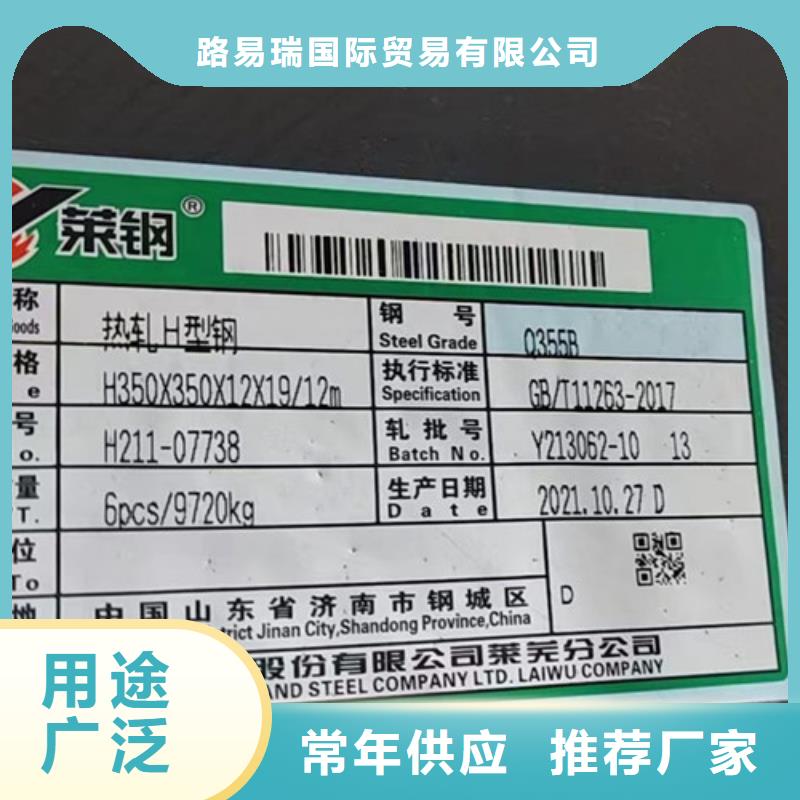 路易瑞国际贸易有限公司
莱钢®
称 热轧H型钢 钢号 Q355B
oods Steel Grade
格 H350X350X12X19/12m 执行标准 GB/T11263-2017
e Specification
号 H211-07738 轧批号 Y213062-10 13
o. Batch No.
量 6pcs/9720kg 生产日期 2021.10.27 D
T. Date
位
To D
地 中国山东省济南市钢城区
trict Jinan City,Shandong Province,China
股份有限公司莱芜分公司
AND STEEL COMPANY LTD. LAIWU COMPANY
用途
广泛
常年供应 推荐厂家